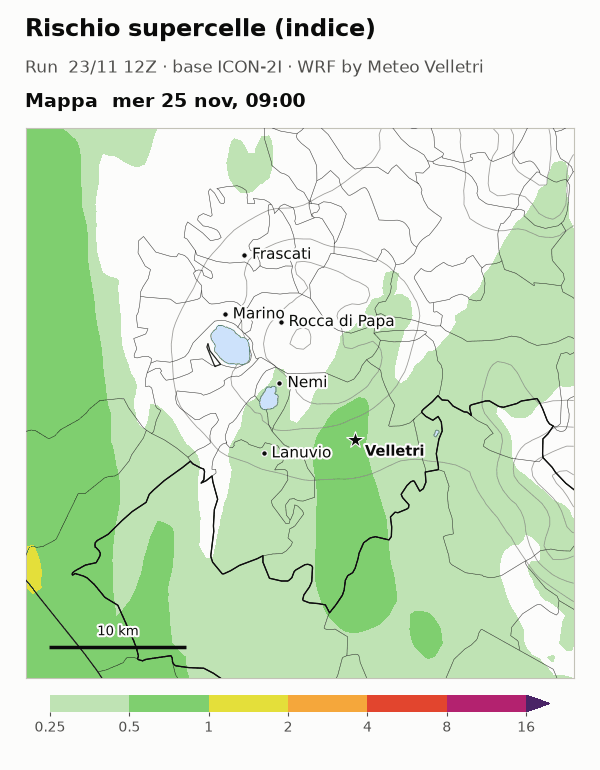 Rischio supercelle (indice)
Run  23/11 12Z · base ICON-2I · WRF by Meteo Velletri
Mappa  mer 25 nov, 09:00
Frascati
Marino
Rocca di Papa
Nemi
Velletri
Lanuvio
10 km
0.25 0.5 1 2 4 8 16